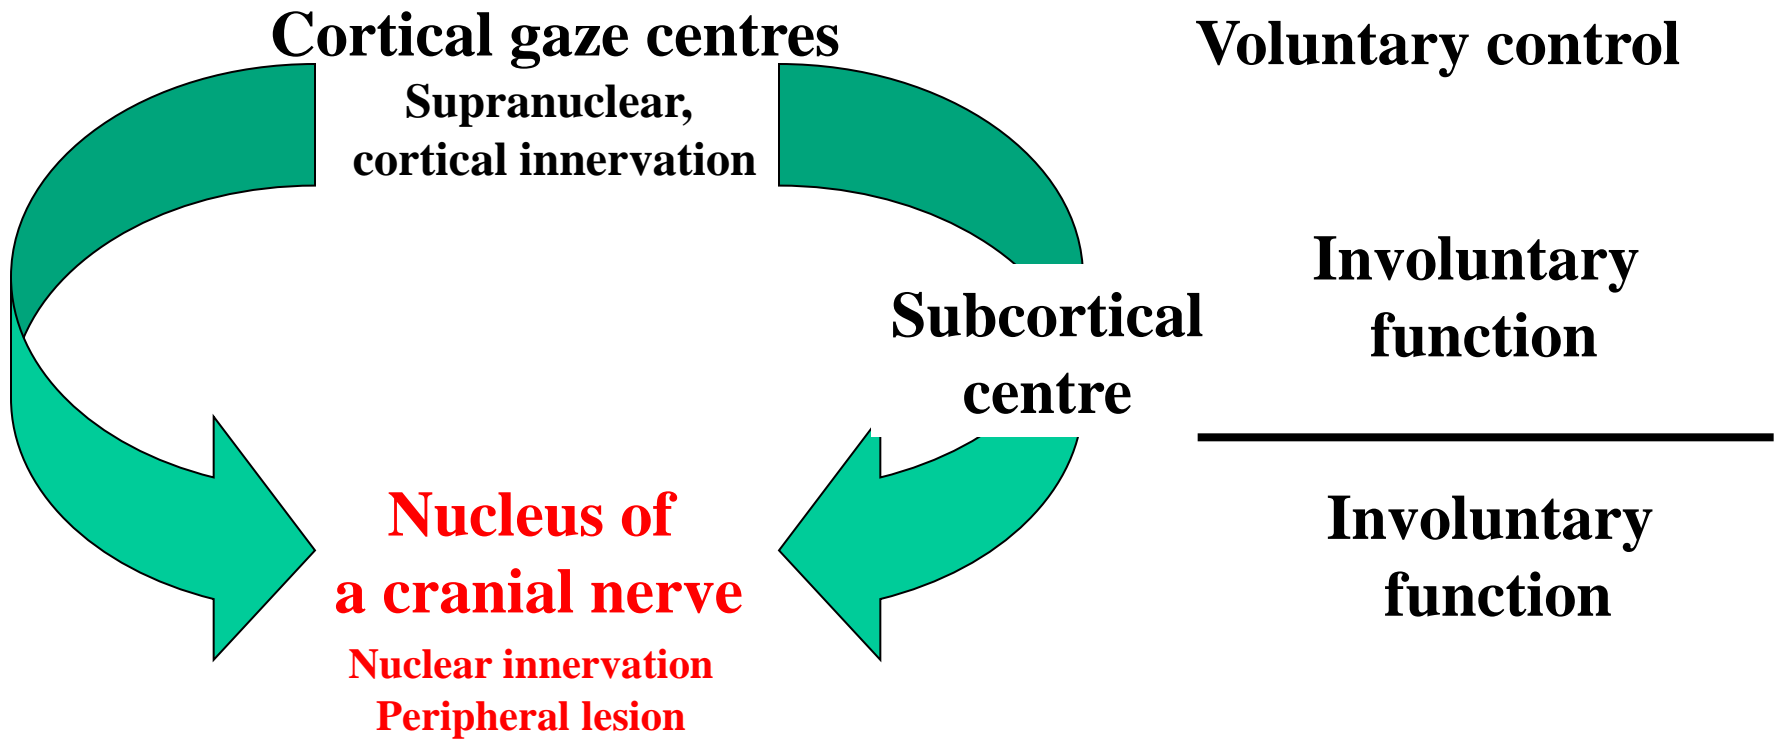 Cortical gaze centres
Supranuclear,
cortical innervation
Voluntary control
Subcortical
centre
Involuntary
function
Nucleus of
a cranial nerve
Nuclear innervation
Peripheral lesion
Involuntary
function